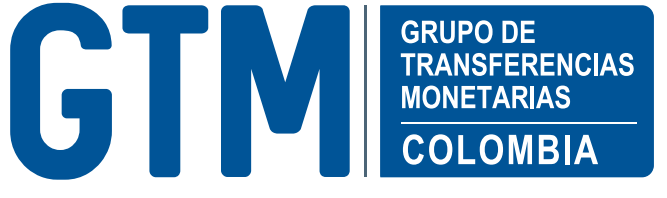 GTM
GRUPO DE
TRANSFERENCIAS
MONETARIAS
COLOMBIA